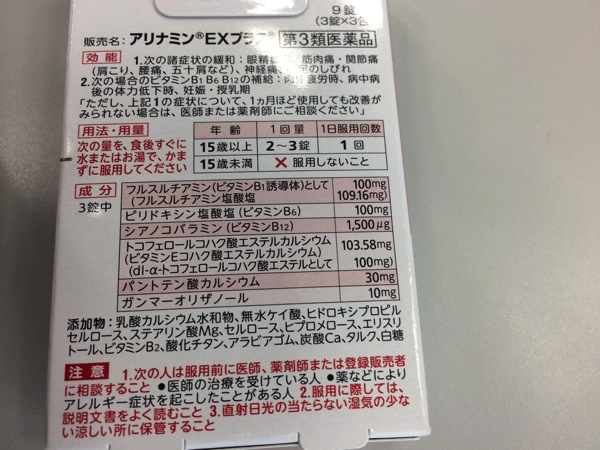 9錠
(3錠×3包
販売名: アリナミン®EXプラス® 第3類医薬品
効能 1.次の諸症状の緩和: 眼精 筋肉痛・関節痛
(肩こり、腰痛、五十肩など)、神経痛、 のしびれ
2.次の場合のビタミンB1 B6 B12の補給: 肉体疲労時、病中病
後の体力低下時、妊娠・授乳期
「ただし、上記1の症状について、1ヵ月ほど使用しても改善が
みられない場合は、医師または薬剤師にご相談ください」
用法・用量
次の量を、食後すぐに
水またはお湯で、かま
ずに服用してください
年齢 1回量 1日服用回数
15歳以上 2〜3錠 1回
15歳未満 ×服用しないこと
成分
3錠中
フルスルチアミン(ビタミンB1誘導体)として 100mg
(フルスルチアミン塩酸塩 109.16mg)
ピリドキシン塩酸塩 (ビタミンB6) 100mg
シアノコバラミン (ビタミンB12) 1,500μg
トコフェロールコハク酸エステルカルシウム 103.58mg
(ビタミンEコハク酸エステルカルシウム)
(dl-α-トコフェロールコハク酸エステルとして 100mg)
パントテン酸カルシウム 30mg
ガンマーオリザノール 10mg
添加物: 乳酸カルシウム水和物、無水ケイ酸、ヒドロキシプロピル
セルロース、ステアリン酸Mg、セルロース、ヒプロメロース、エリスリ
トール、ビタミンB2、酸化チタン、アラビアゴム、炭酸Ca、タルク、白糖
注意 1.次の人は服用前に医師、薬剤師または登録販売者
に相談すること ●医師の治療を受けている人 ●薬などにより
アレルギー症状を起こしたことがある人 2.服用に際しては、
説明文書をよく読むこと 3.直射日光の当たらない湿気の少な
い涼しい所に保管すること